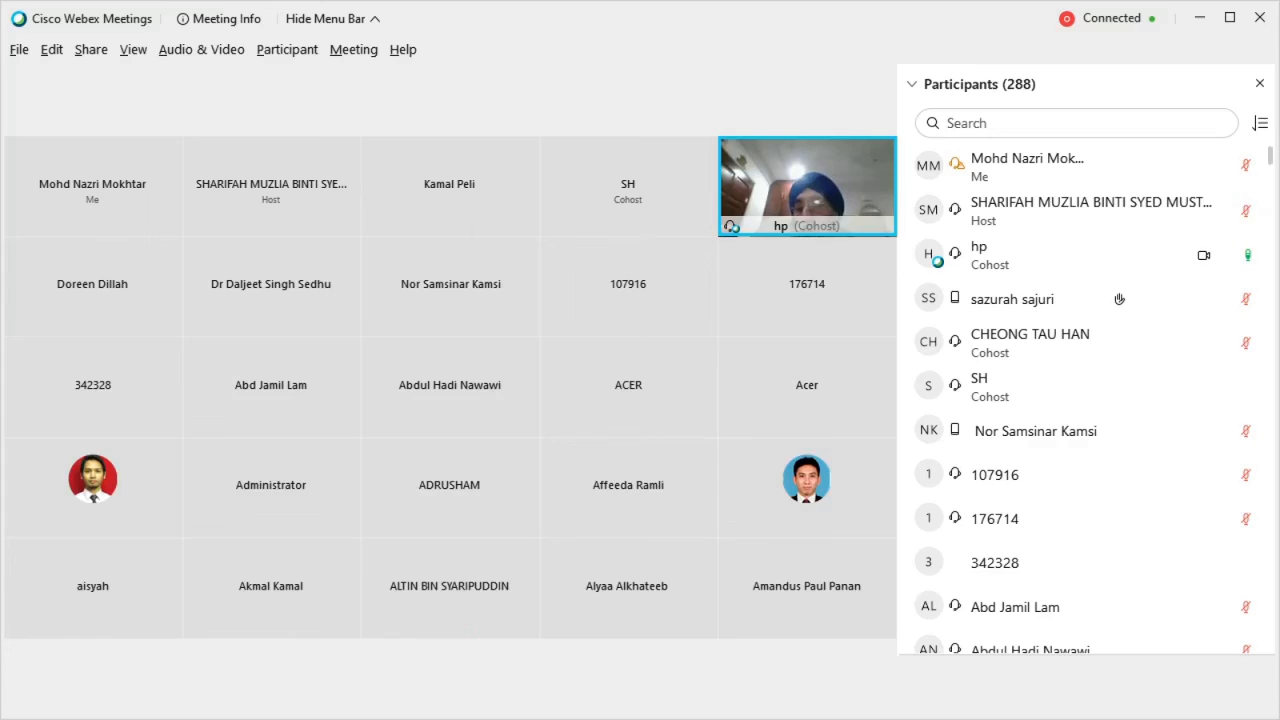 Cisco Webex Meetings
Meeting Info
Hide Menu Bar
Connected
File Edit Share View Audio & Video Participant Meeting Help
Participants (288)
Search
Mohd Nazri Mokhtar
Me
SHARIFAH MUZLIA BINTI SYE...
Host
Kamal Peli
SH
Cohost
hp (Cohost)
Doreen Dillah
Dr Daljeet Singh Sedhu
Nor Samsinar Kamsi
107916
176714
342328
Abd Jamil Lam
Abdul Hadi Nawawi
ACER
Acer
Administrator
ADRUSHAM
Affeeda Ramli
aisyah
Akmal Kamal
ALTIN BIN SYARIPUDDIN
Alyaa Alkhateeb
Amandus Paul Panan
MM Mohd Nazri Mok...
Me
SM SHARIFAH MUZLIA BINTI SYED MUST...
Host
H hp
Cohost
SS sazurah sajuri
CH CHEONG TAU HAN
Cohost
S SH
Cohost
NK Nor Samsinar Kamsi
1 107916
1 176714
3 342328
AL Abd Jamil Lam
AN Abdul Hadi Nawawi